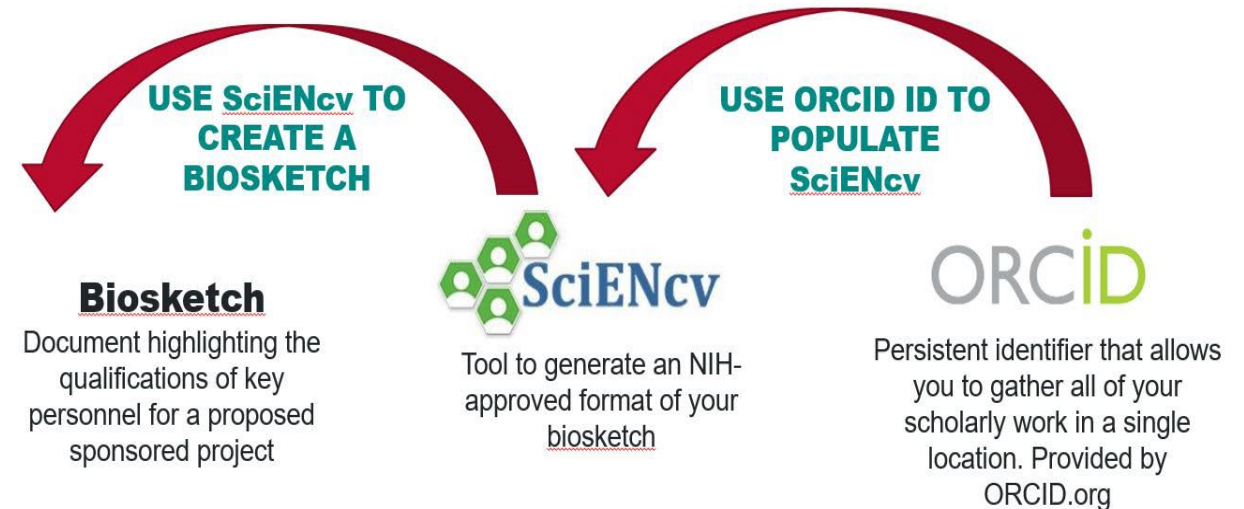 USE SciENcv TO
CREATE A
BIOSKETCH
USE ORCID ID TO
POPULATE
SciENcv
Biosketch
Document highlighting the
qualifications of key
personnel for a proposed
sponsored project
SciENcv
Tool to generate an NIH-
approved format of your
biosketch
ORCiD
Persistent identifier that allows
you to gather all of your
scholarly work in a single
location. Provided by
ORCID.org